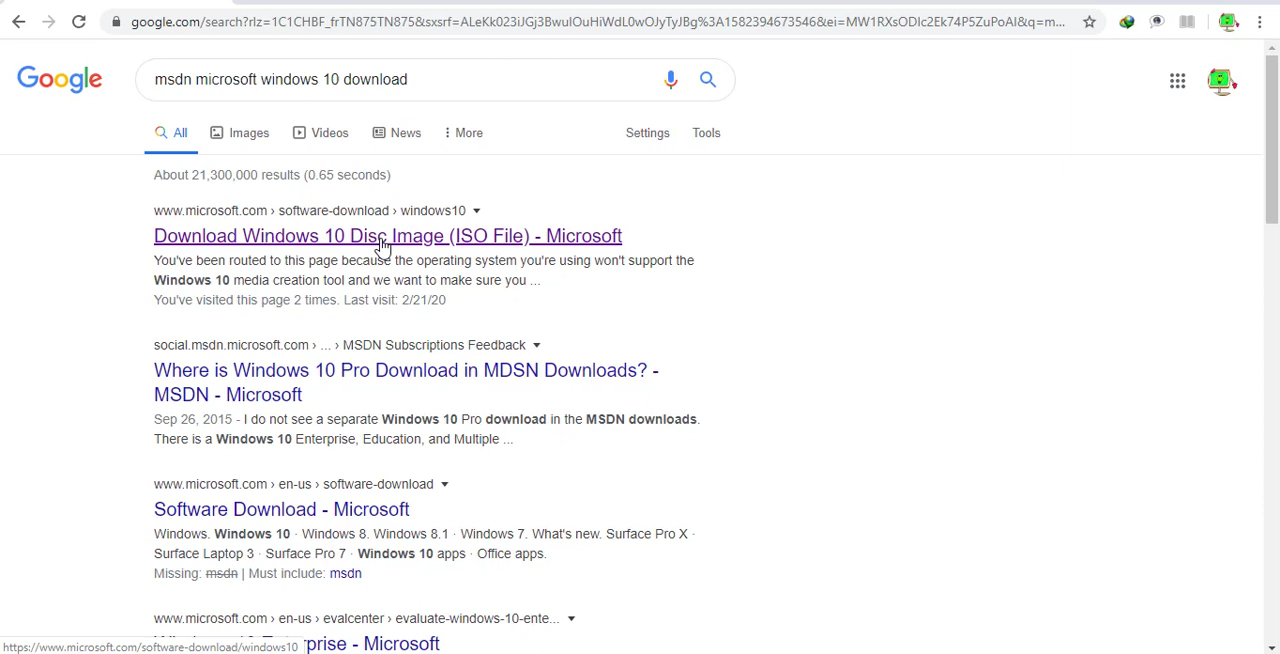 google.com/search?rlz=1C1CHBF_frTN875TN875&sxsrf=ALeKk023iJGj3BwulOuHiWdL0wOJyTyJBg%3A1582394673546&ei=MW1RXsODIc2Ek74P5ZuPoAI&q=m...
Google
msdn microsoft windows 10 download
All Images Videos News More Settings Tools
About 21,300,000 results (0.65 seconds)
www.microsoft.com › software-download › windows10
Download Windows 10 Disc Image (ISO File) - Microsoft
You've been routed to this page because the operating system you're using won't support the
Windows 10 media creation tool and we want to make sure you ...
You've visited this page 2 times. Last visit: 2/21/20
social.msdn.microsoft.com › ... › MSDN Subscriptions Feedback
Where is Windows 10 Pro Download in MDSN Downloads? -
MSDN - Microsoft
Sep 26, 2015 - I do not see a separate Windows 10 Pro download in the MSDN downloads.
There is a Windows 10 Enterprise, Education, and Multiple ...
www.microsoft.com › en-us › software-download
Software Download - Microsoft
Windows. Windows 10 · Windows 8. Windows 8.1 · Windows 7. What's new. Surface Pro X ·
Surface Laptop 3 · Surface Pro 7 · Windows 10 apps · Office apps.
Missing: msdn | Must include: msdn
www.microsoft.com › en-us › evalcenter › evaluate-windows-10-ente...
Windows 10 Enterprise - Microsoft
https://www.microsoft.com/software-download/windows10